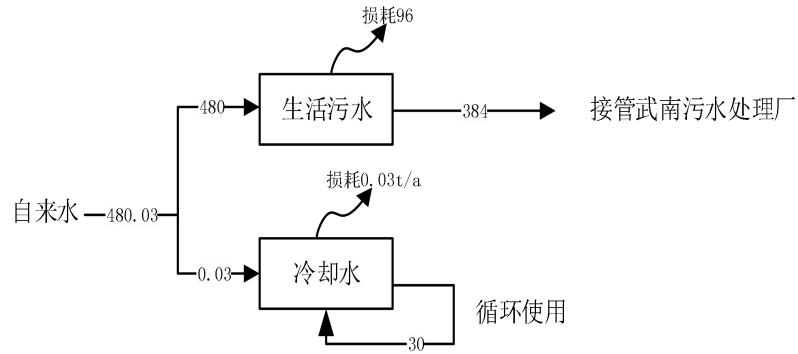 损耗96
480
生活污水
384
接管武南污水处理厂
损耗0.03t/a
自来水
480.03
0.03
冷却水
循环使用
30